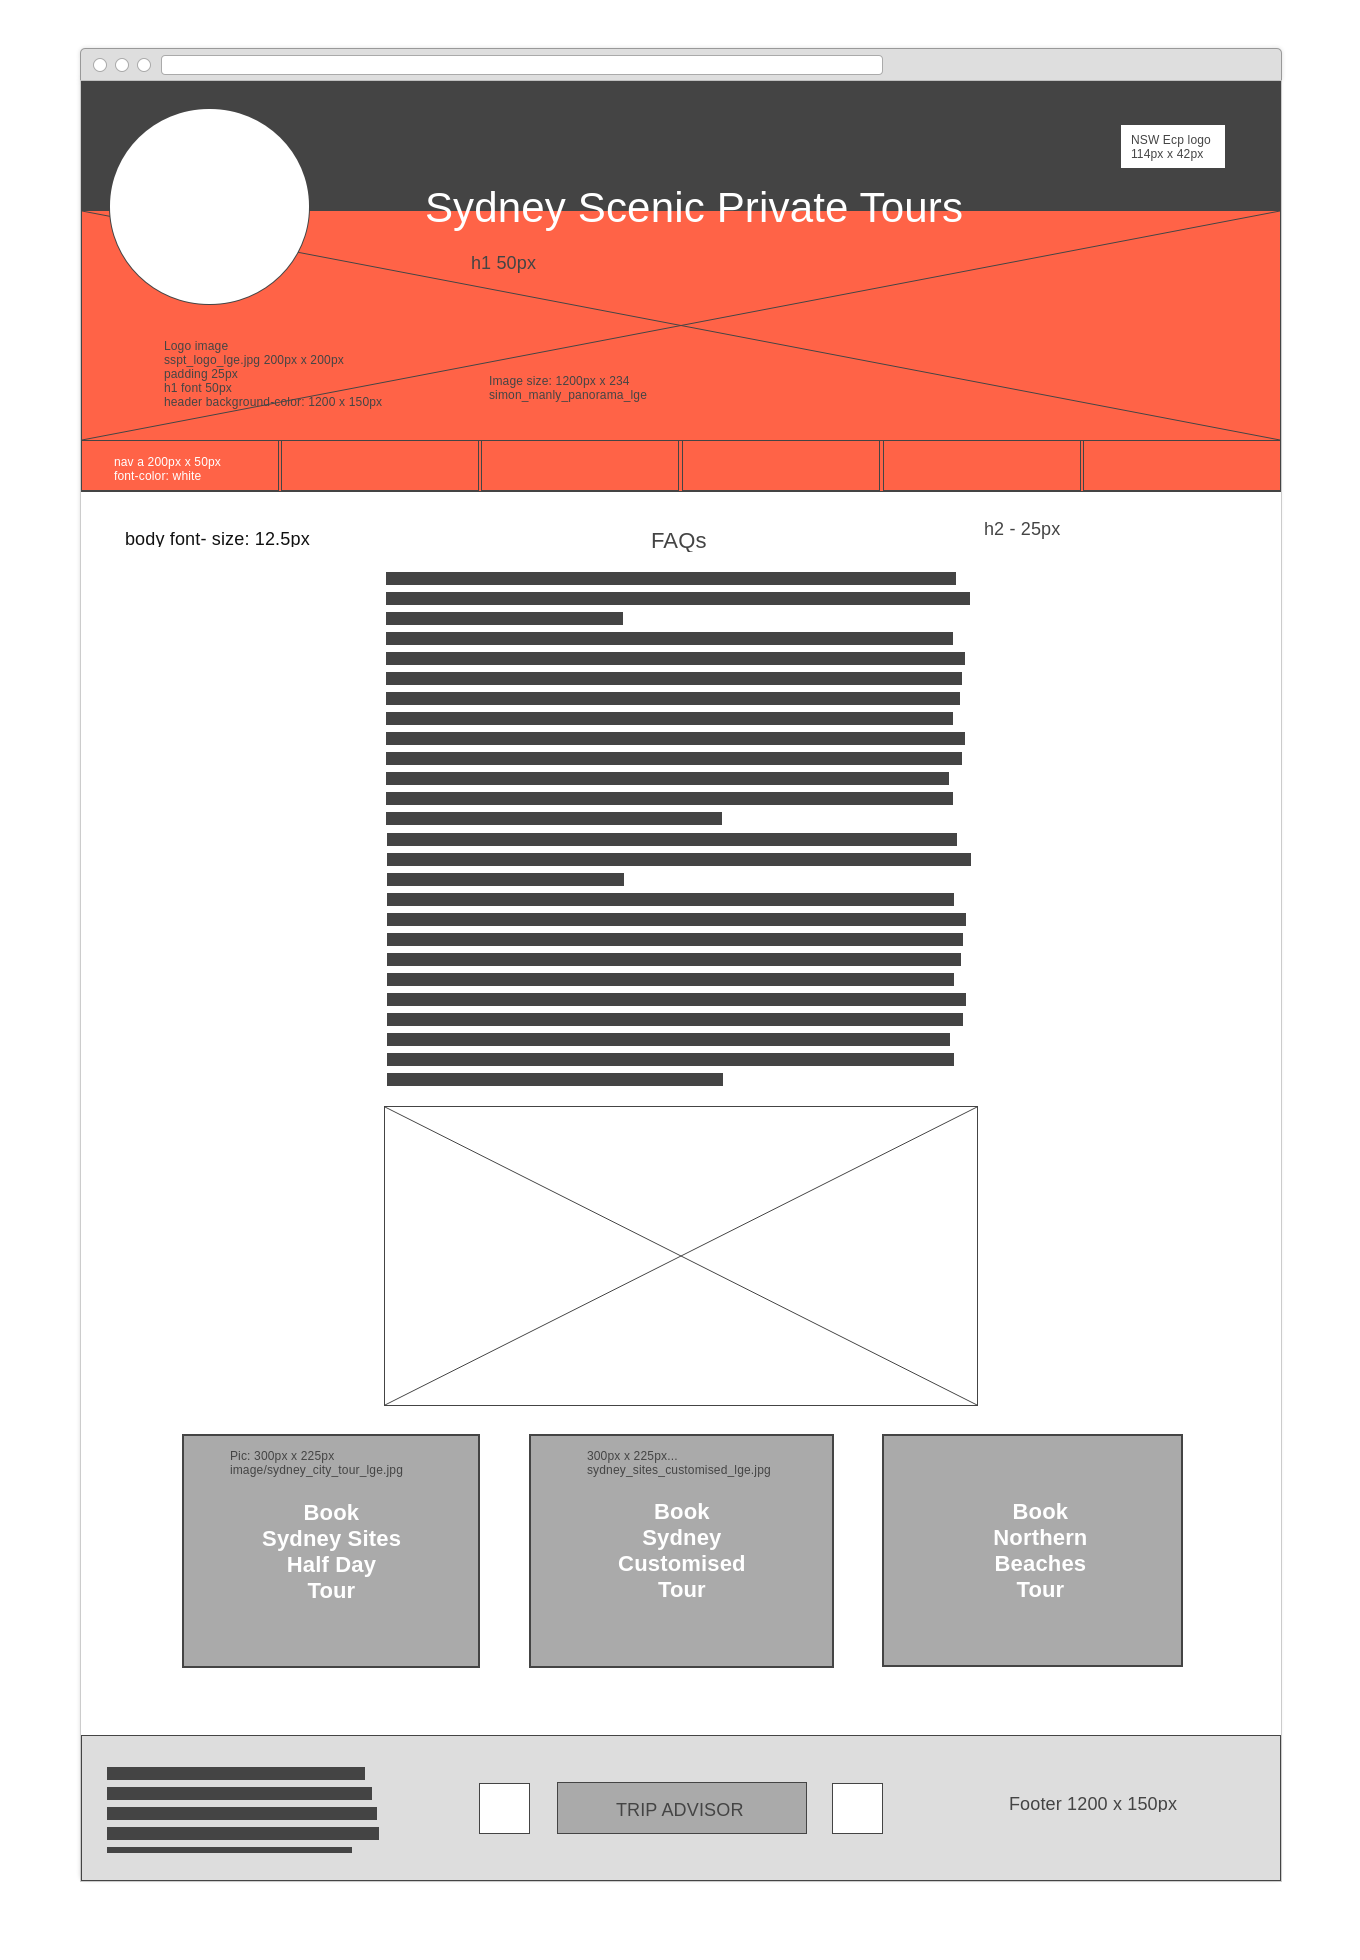 NSW Ecp logo
114px x 42px
Sydney Scenic Private Tours
h1 50px
Logo image
sspt_logo_lge.jpg 200px x 200px
padding 25px
h1 font 50px
header background-color: 1200 x 150px
Image size: 1200px x 234
simon_manly_panorama_lge
nav a 200px x 50px
font-color: white
body font- size: 12.5px
FAQs
h2 - 25px
Pic: 300px x 225px
image/sydney_city_tour_lge.jpg
Book
Sydney Sites
Half Day
Tour
300px x 225px...
sydney_sites_customised_lge.jpg
Book
Sydney
Customised
Tour
Book
Northern
Beaches
Tour
TRIP ADVISOR
Footer 1200 x 150px